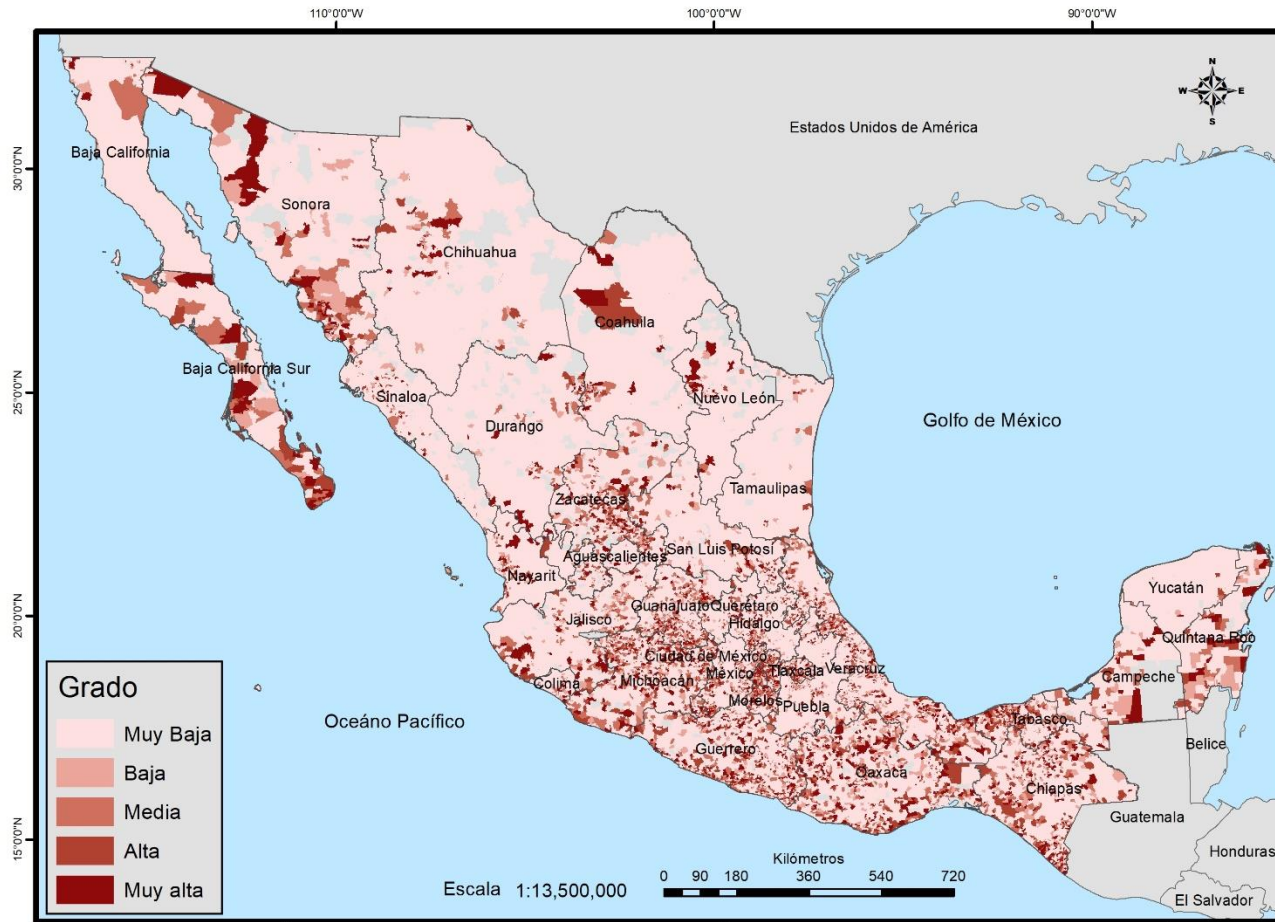 110°0'0"W
100°0'0"W
90°0'0"W
N
W
E
S
Estados Unidos de América
30°0'0"N
Baja California
Sonora
Chihuahua
Coahuila
Baja California Sur
25°0'0"N
Sinaloa
Nuevo León
Durango
Golfo de México
Tamaulipas
Zacatecas
San Luis Potosí
Aguascalientes
Nayarit
Yucatán
20°0'0"N
Guanajuato
Querétaro
Jalisco
Hidalgo
Quintana Roo
Ciudad de México
Tlaxcala
Veracruz
Colima
Michoacán
México
Campeche
Morelos
Puebla
Tabasco
Océano Pacífico
Guerrero
Belice
Oaxaca
Chiapas
Guatemala
15°0'0"N
Honduras
El Salvador
Grado
Muy Baja
Baja
Media
Alta
Muy alta
Kilómetros
Escala 1:13,500,000
0 90 180 360 540 720